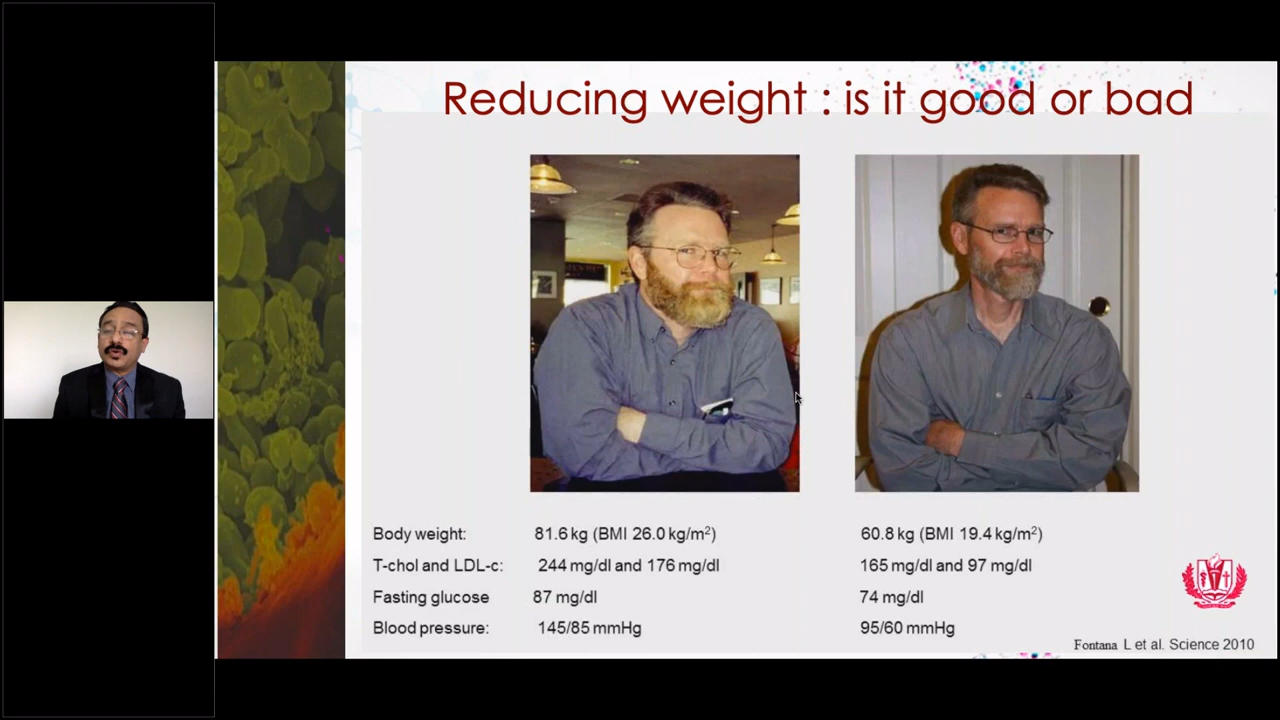 Reducing weight : is it good or bad
Body weight: 81.6 kg (BMI 26.0 kg/m²) 60.8 kg (BMI 19.4 kg/m²)
T-chol and LDL-c: 244 mg/dl and 176 mg/dl 165 mg/dl and 97 mg/dl
Fasting glucose 87 mg/dl 74 mg/dl
Blood pressure: 145/85 mmHg 95/60 mmHg
Fontana L et al. Science 2010